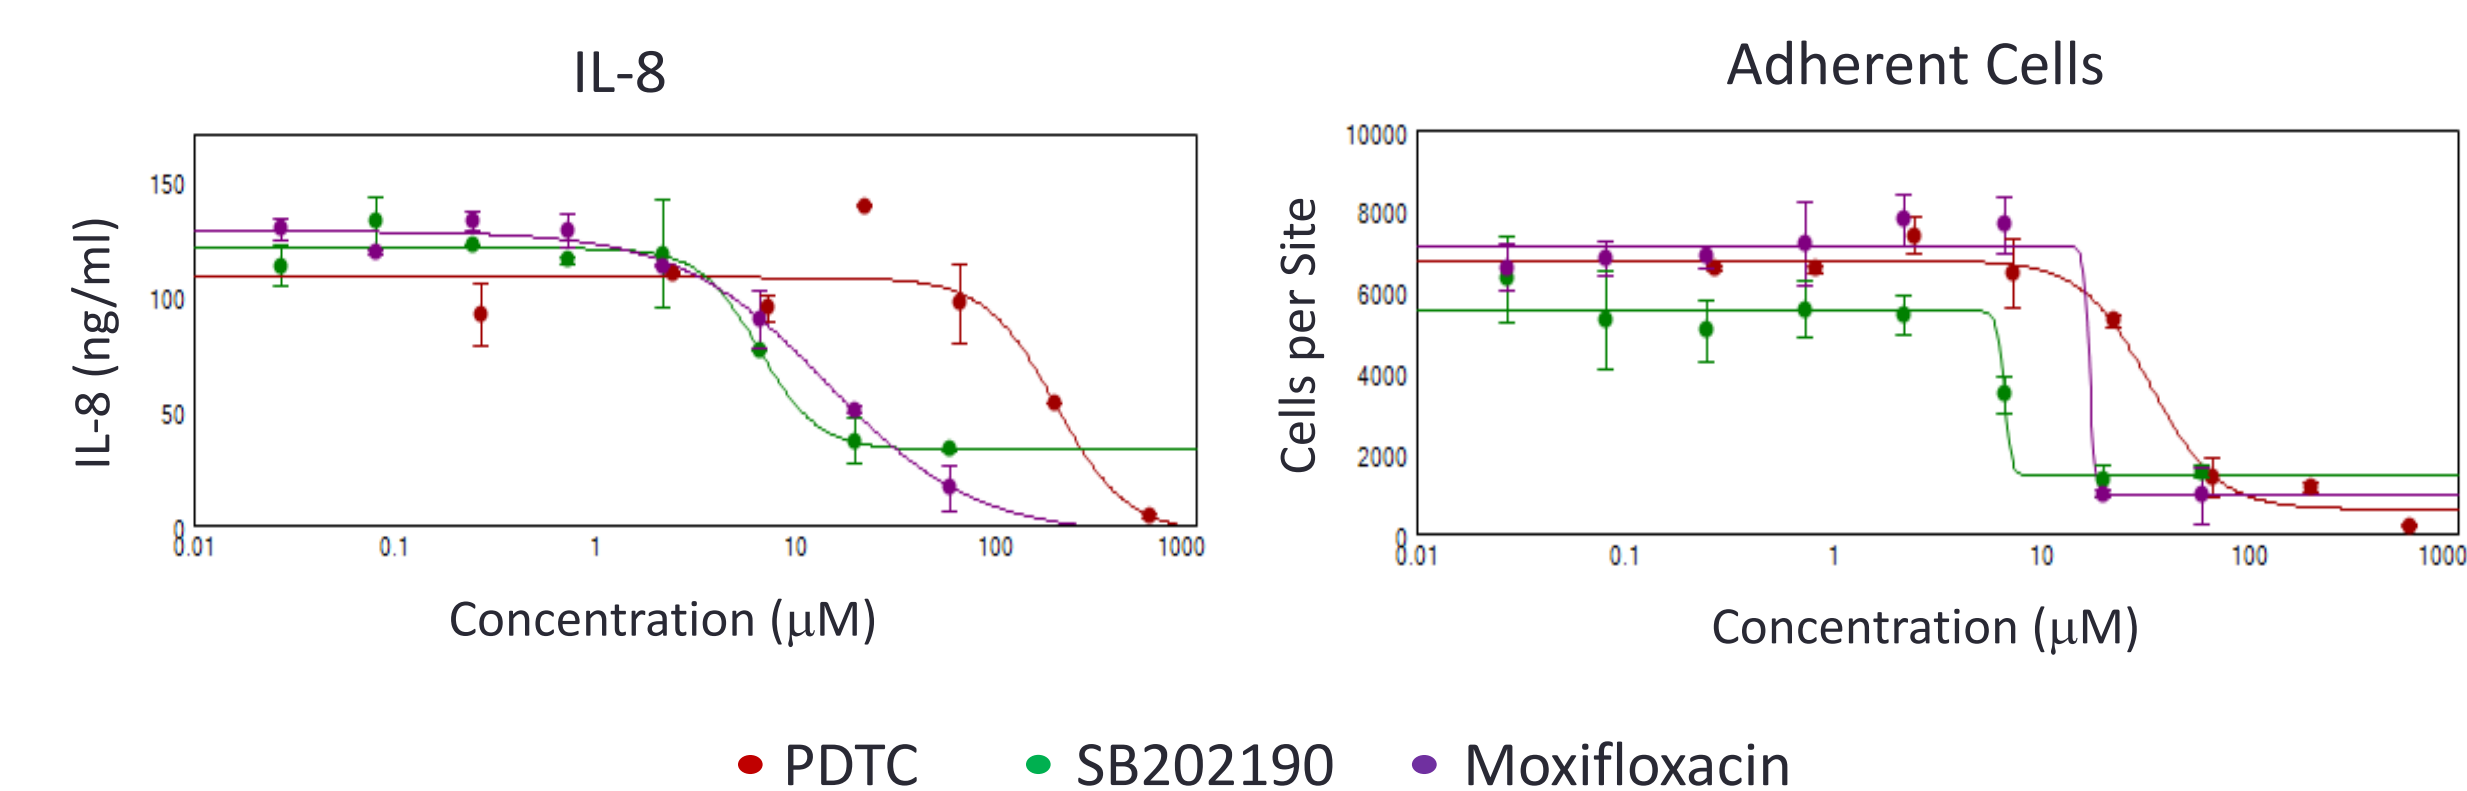 IL-8
Adherent Cells
IL-8 (ng/ml)
150
100
50
0
0.01 0.1 1 10 100 1000
Concentration (μM)
Cells per Site
10000
8000
6000
4000
2000
0
0.01 0.1 1 10 100 1000
Concentration (μM)
PDTC SB202190 Moxifloxacin